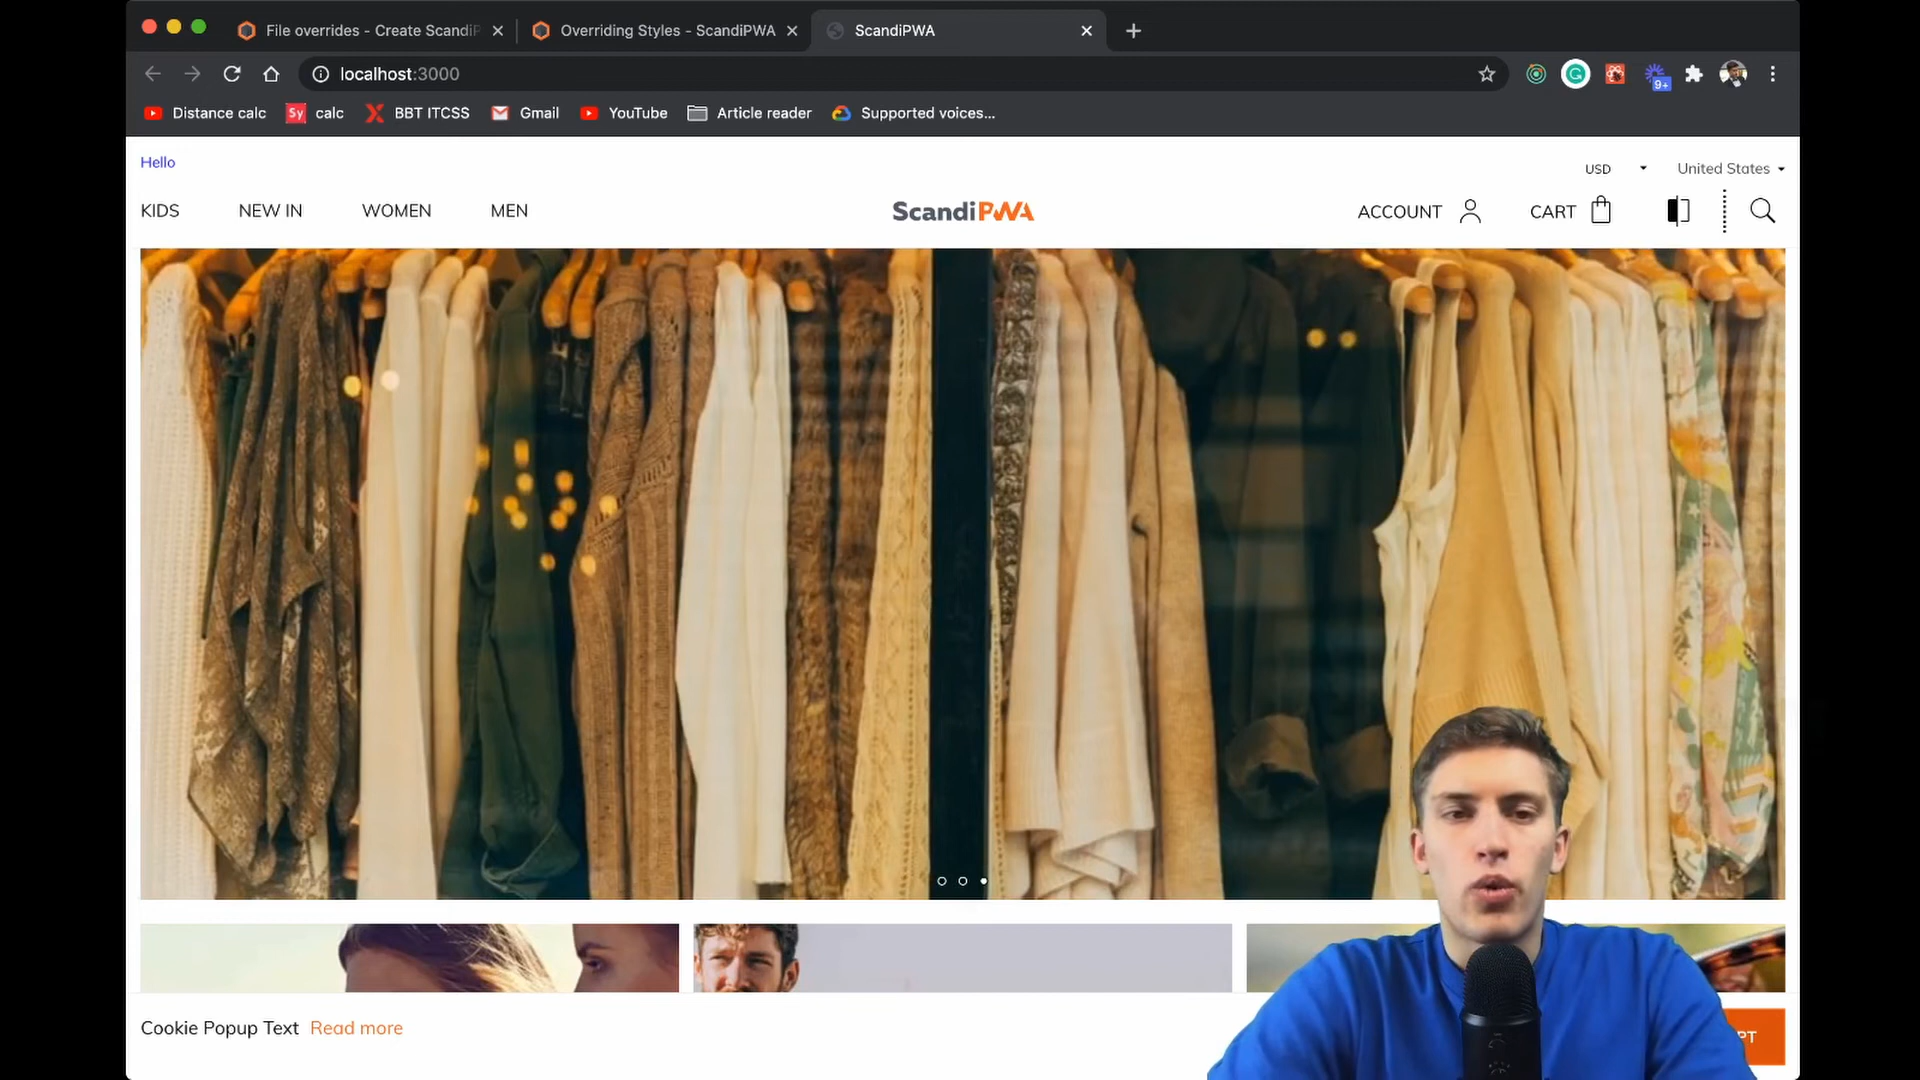 File overrides - Create ScandiP
Overriding Styles - ScandiPWA
ScandiPWA
localhost:3000
9+
Distance calc
Sy calc
BBT ITCSS
Gmail
YouTube
Article reader
Supported voices...
Hello
USD
United States
KIDS
NEW IN
WOMEN
MEN
ScandiPWA
ACCOUNT
CART
Cookie Popup Text Read more
PT